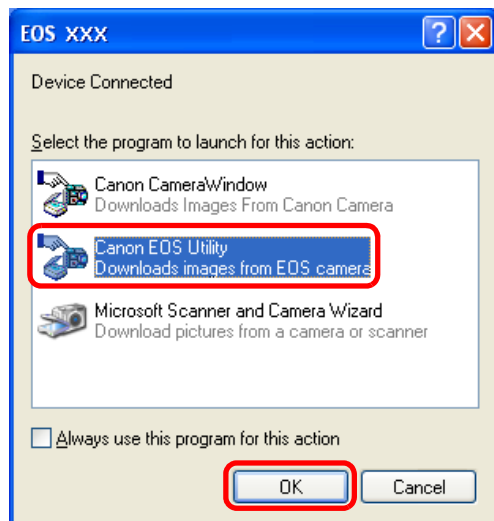 EOS XXX
Device Connected
Select the program to launch for this action:
Canon CameraWindow
Downloads Images From Canon Camera
Canon EOS Utility
Downloads images from EOS camera
Microsoft Scanner and Camera Wizard
Download pictures from a camera or scanner
Always use this program for this action
OK Cancel